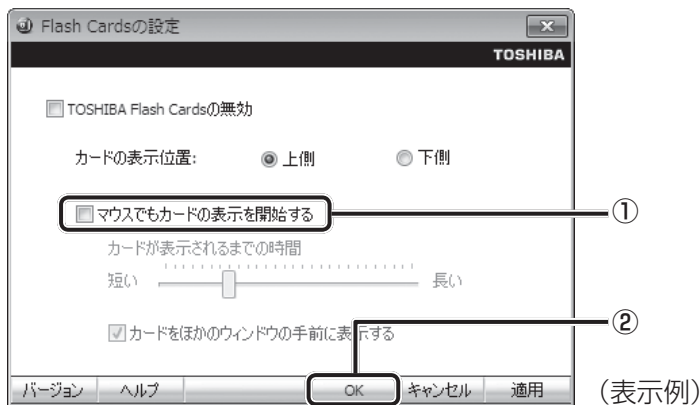 Flash Cardsの設定
TOSHIBA
TOSHIBA Flash Cardsの無効
カードの表示位置: 上側 下側
マウスでもカードの表示を開始する ①
カードが表示されるまでの時間
短い 長い
②
カードをほかのウィンドウの手前に表示する
バージョン ヘルプ OK キャンセル 適用 （表示例）